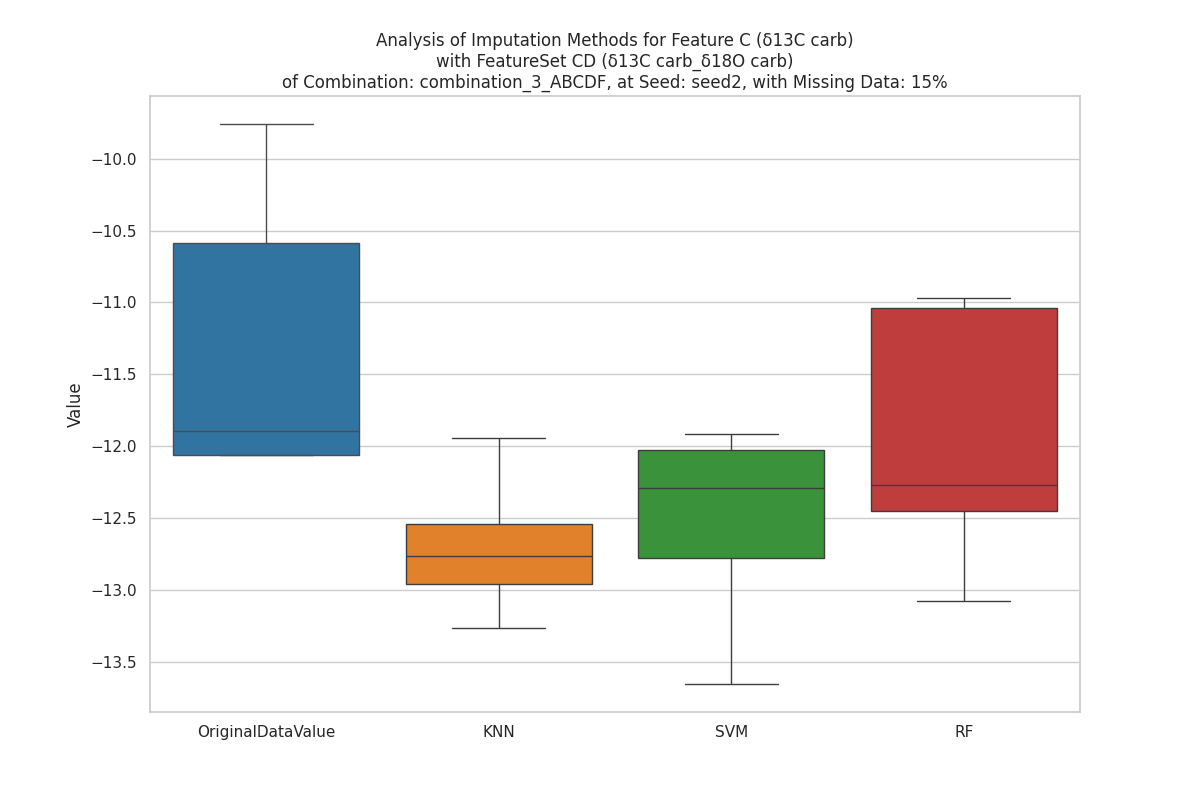 Analysis of Imputation Methods for Feature C (δ13C carb)
with FeatureSet CD (δ13C carb_δ18O carb)
of Combination: combination_3_ABCDF, at Seed: seed2, with Missing Data: 15%
Value
−10.0
−10.5
−11.0
−11.5
−12.0
−12.5
−13.0
−13.5
OriginalDataValue
KNN
SVM
RF